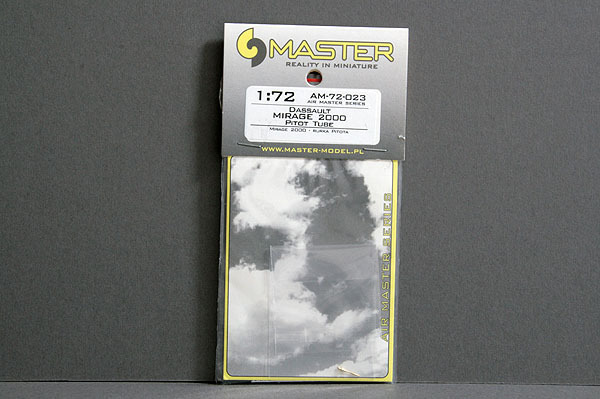 MASTER
REALITY IN MINIATURE
1:72 AM-72-023
AIR MASTER SERIES
DASSAULT
MIRAGE 2000
PITOT TUBE
MIRAGE 2000 - RURKA PITOTA
WWW.MASTER-MODEL.PL
AIR MASTER SERIES